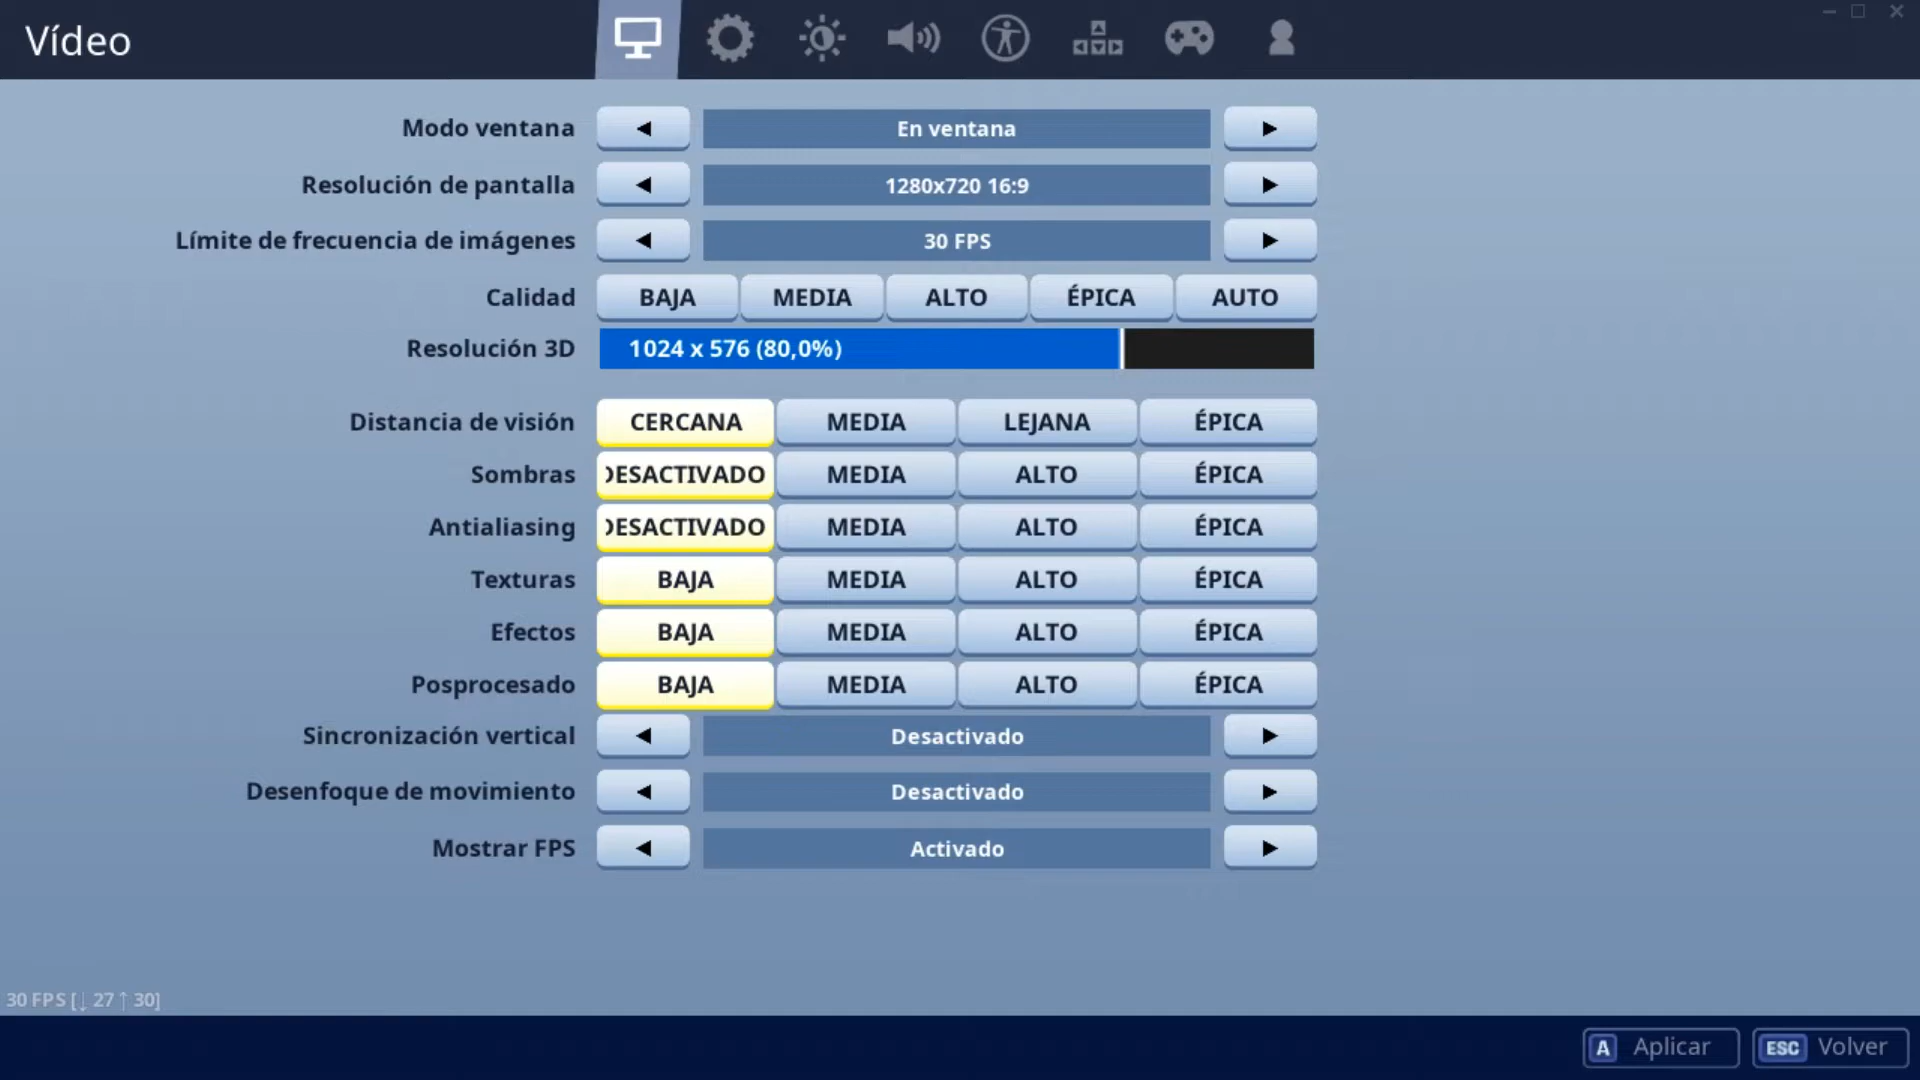 Vídeo
Modo ventana En ventana
Resolución de pantalla 1280x720 16:9
Límite de frecuencia de imágenes 30 FPS
Calidad BAJA MEDIA ALTO ÉPICA AUTO
Resolución 3D 1024 x 576 (80,0%)
Distancia de visión CERCANA MEDIA LEJANA ÉPICA
Sombras DESACTIVADO MEDIA ALTO ÉPICA
Antialiasing DESACTIVADO MEDIA ALTO ÉPICA
Texturas BAJA MEDIA ALTO ÉPICA
Efectos BAJA MEDIA ALTO ÉPICA
Posprocesado BAJA MEDIA ALTO ÉPICA
Sincronización vertical Desactivado
Desenfoque de movimiento Desactivado
Mostrar FPS Activado
30 FPS [↓ 27 ↑ 30]
A Aplicar ESC Volver